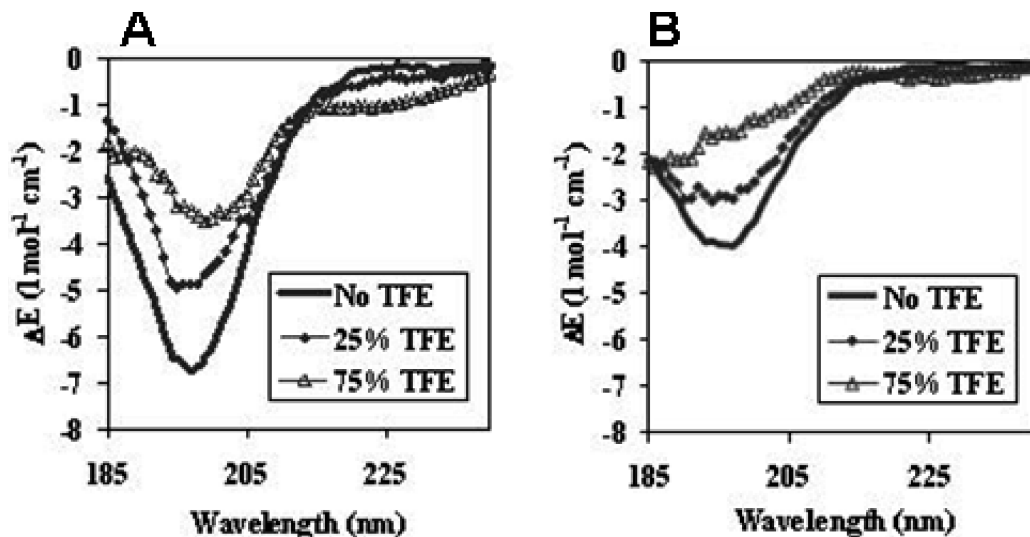 A
0
-1
-2
-3
-4
-5
-6
-7
-8
ΔE (l mol⁻¹ cm⁻¹)
No TFE
25% TFE
75% TFE
185 205 225
Wavelength (nm)
B
0
-1
-2
-3
-4
-5
-6
-7
-8
ΔE (l mol⁻¹ cm⁻¹)
No TFE
25% TFE
75% TFE
185 205 225
Wavelength (nm)